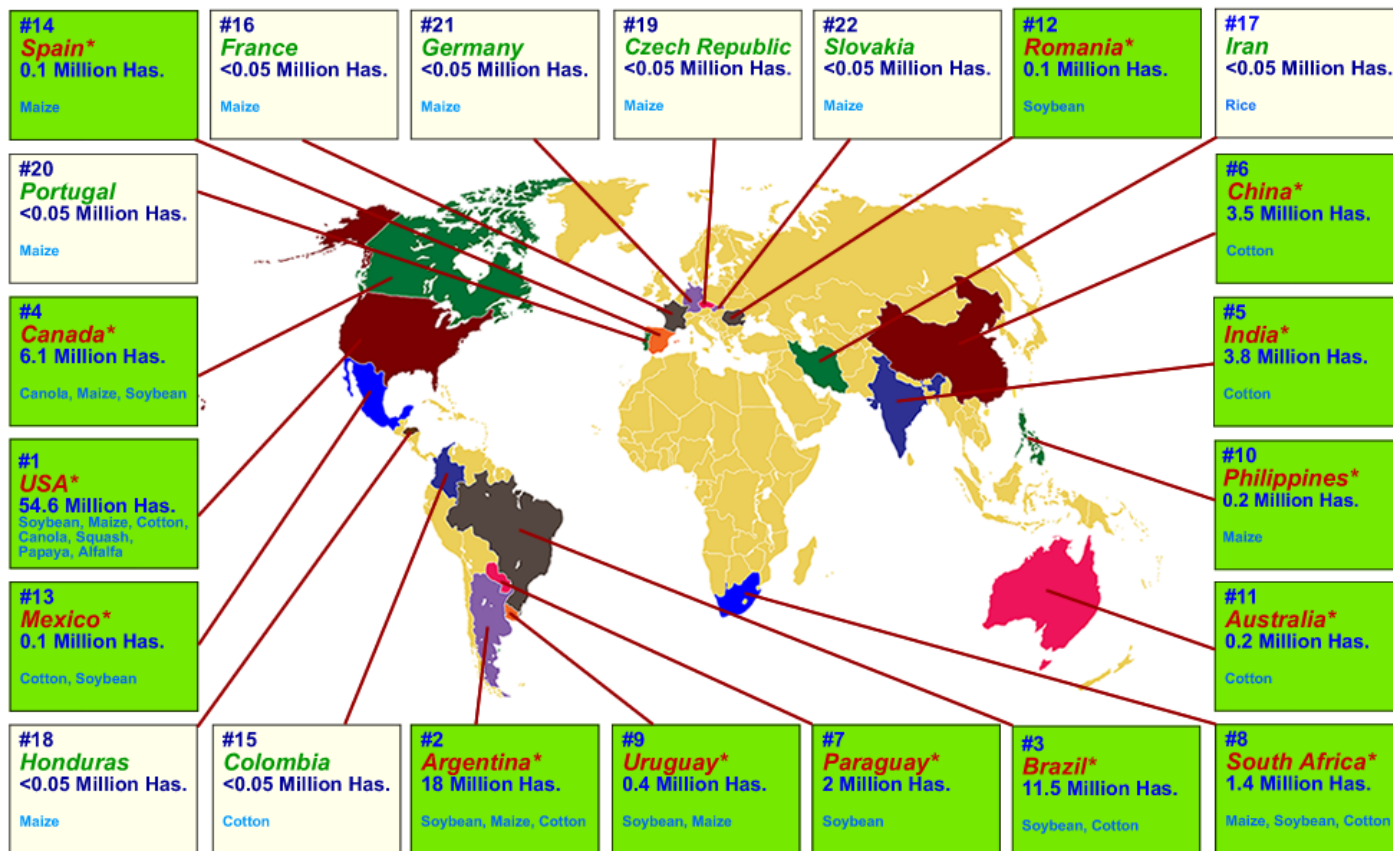 #14
Spain*
0.1 Million Has.
Maize
#16
France
<0.05 Million Has.
Maize
#21
Germany
<0.05 Million Has.
Maize
#19
Czech Republic
<0.05 Million Has.
Maize
#22
Slovakia
<0.05 Million Has.
Maize
#12
Romania*
0.1 Million Has.
Soybean
#17
Iran
<0.05 Million Has.
Rice
#20
Portugal
<0.05 Million Has.
Maize
#6
China*
3.5 Million Has.
Cotton
#4
Canada*
6.1 Million Has.
Canola, Maize, Soybean
#5
India*
3.8 Million Has.
Cotton
#1
USA*
54.6 Million Has.
Soybean, Maize, Cotton,
Canola, Squash,
Papaya, Alfalfa
#10
Philippines*
0.2 Million Has.
Maize
#13
Mexico*
0.1 Million Has.
Cotton, Soybean
#11
Australia*
0.2 Million Has.
Cotton
#18
Honduras
<0.05 Million Has.
Maize
#15
Colombia
<0.05 Million Has.
Cotton
#2
Argentina*
18 Million Has.
Soybean, Maize, Cotton
#9
Uruguay*
0.4 Million Has.
Soybean, Maize
#7
Paraguay*
2 Million Has.
Soybean
#3
Brazil*
11.5 Million Has.
Soybean, Cotton
#8
South Africa*
1.4 Million Has.
Maize, Soybean, Cotton